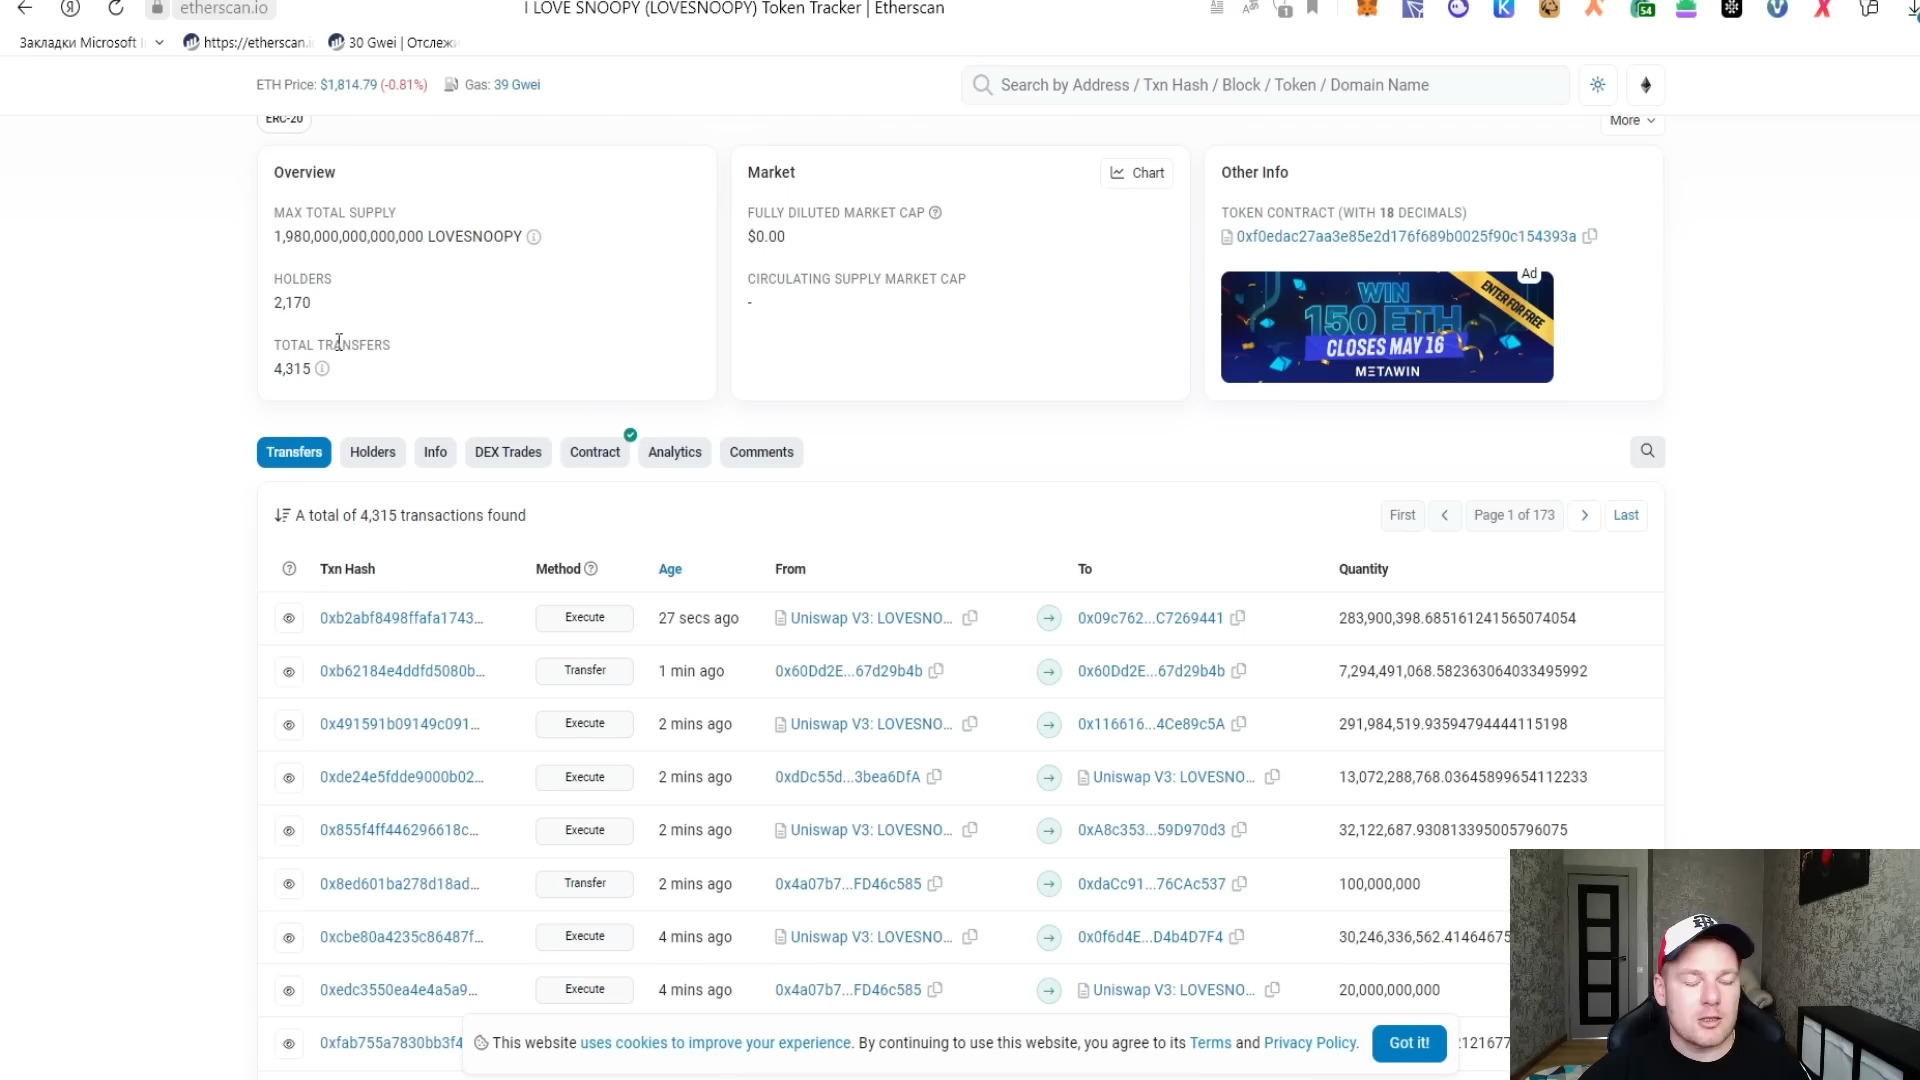 etherscan.io
I LOVE SNOOPY (LOVESNOOPY) Token Tracker | Etherscan
54
Закладки Microsoft
https://etherscan.i
30 Gwei | Отслеж
ETH Price: $1,814.79 (-0.81%)
Gas: 39 Gwei
Search by Address / Txn Hash / Block / Token / Domain Name
ERC-20
More
Overview
MAX TOTAL SUPPLY
1,980,000,000,000,000 LOVESNOOPY
HOLDERS
2,170
TOTAL TRANSFERS
4,315
Market
Chart
FULLY DILUTED MARKET CAP
$0.00
CIRCULATING SUPPLY MARKET CAP
-
Other Info
TOKEN CONTRACT (WITH 18 DECIMALS)
0xf0edac27aa3e85e2d176f689b0025f90c154393a
Ad
WIN
150 ETH
CLOSES MAY 16
METAWIN
ENTER FOR FREE
Transfers Holders Info DEX Trades Contract Analytics Comments
A total of 4,315 transactions found
First Page 1 of 173 Last
Txn Hash Method Age From To Quantity
0xb2abf8498ffafa1743... Execute 27 secs ago Uniswap V3: LOVESNO... 0x09c762...C7269441 283,900,398.685161241565074054
0xb62184e4ddfd5080b... Transfer 1 min ago 0x60Dd2E...67d29b4b 0x60Dd2E...67d29b4b 7,294,491,068.582363064033495992
0x491591b09149c091... Execute 2 mins ago Uniswap V3: LOVESNO... 0x116616...4Ce89c5A 291,984,519.93594794444115198
0xde24e5fdde9000b02... Execute 2 mins ago 0xdDc55d...3bea6DfA Uniswap V3: LOVESNO... 13,072,288,768.03645899654112233
0x855f4ff446296618c... Execute 2 mins ago Uniswap V3: LOVESNO... 0xA8c353...59D970d3 32,122,687.930813395005796075
0x8ed601ba278d18ad... Transfer 2 mins ago 0x4a07b7...FD46c585 0xdaCc91...76CAc537 100,000,000
0xcbe80a4235c86487f... Execute 4 mins ago Uniswap V3: LOVESNO... 0x0f6d4E...D4b4D7F4 30,246,336,562.41464675
0xedc3550ea4e4a5a9... Execute 4 mins ago 0x4a07b7...FD46c585 Uniswap V3: LOVESNO... 20,000,000,000
0xfab755a7830bb3f4
This website uses cookies to improve your experience. By continuing to use this website, you agree to its Terms and Privacy Policy.
Got it!